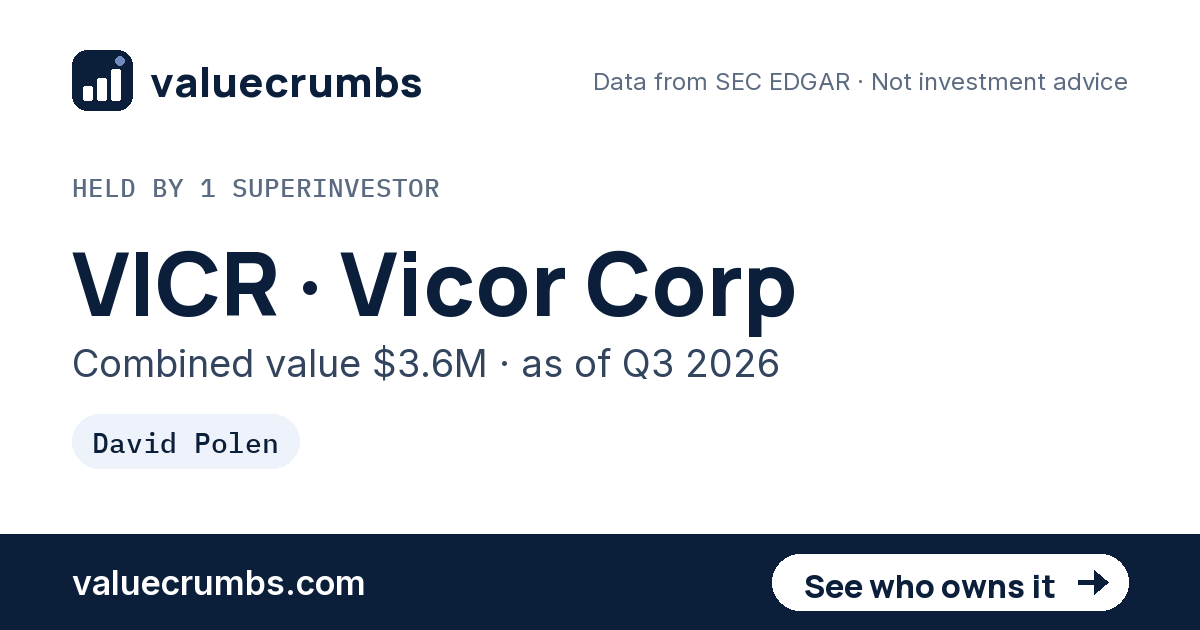 valuecrumbs
Data from SEC EDGAR · Not investment advice
HELD BY 1 SUPERINVESTOR
VICR · Vicor Corp
Combined value $3.6M · as of Q3 2026
David Polen
valuecrumbs.com
See who owns it →